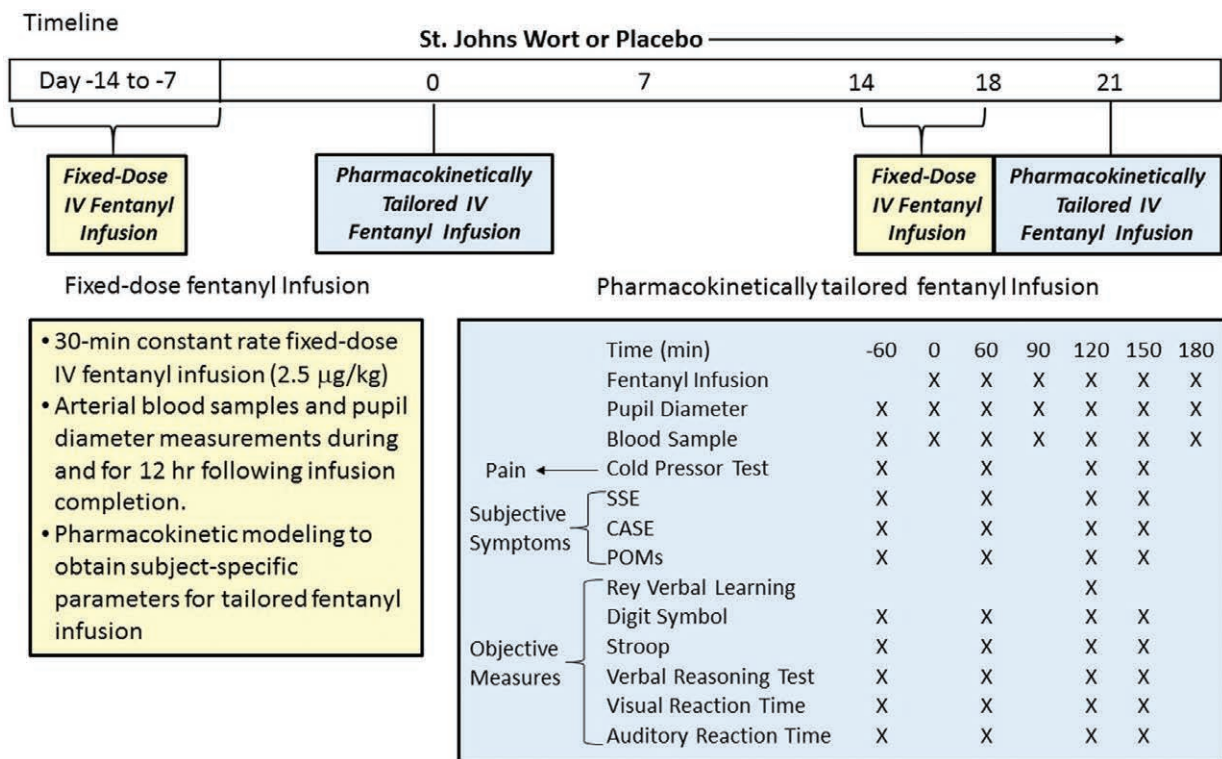 Timeline
St. Johns Wort or Placebo
Day -14 to -7 0 7 14 18 21
Fixed-Dose
IV Fentanyl
Infusion
Pharmacokinetically
Tailored IV
Fentanyl Infusion
Fixed-Dose
IV Fentanyl
Infusion
Pharmacokinetically
Tailored IV
Fentanyl Infusion
Fixed-dose fentanyl Infusion
• 30-min constant rate fixed-dose
IV fentanyl infusion (2.5 μg/kg)
• Arterial blood samples and pupil
diameter measurements during
and for 12 hr following infusion
completion.
• Pharmacokinetic modeling to
obtain subject-specific
parameters for tailored fentanyl
infusion
Pharmacokinetically tailored fentanyl Infusion
Time (min) -60 0 60 90 120 150 180
Fentanyl Infusion X X X X X X
Pupil Diameter X X X X X X X
Blood Sample X X X X X X X
Pain Cold Pressor Test X X X X
SSE X X X X
Subjective
Symptoms
CASE X X X X
POMs X X X X
Rey Verbal Learning X
Digit Symbol X X X X
Objective
Measures
Stroop X X X X
Verbal Reasoning Test X X X X
Visual Reaction Time X X X X
Auditory Reaction Time X X X X